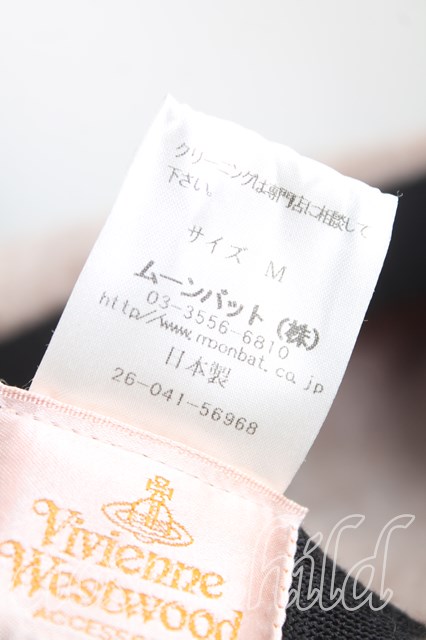 クリーニングは専門店に相談して
下さい。
サイズ M
ムーンバット(株)
03-3556-6810
http://www.moonbat.co.jp
日本製
26-041-56968
Vivienne
Westwood
ACCESS
hild